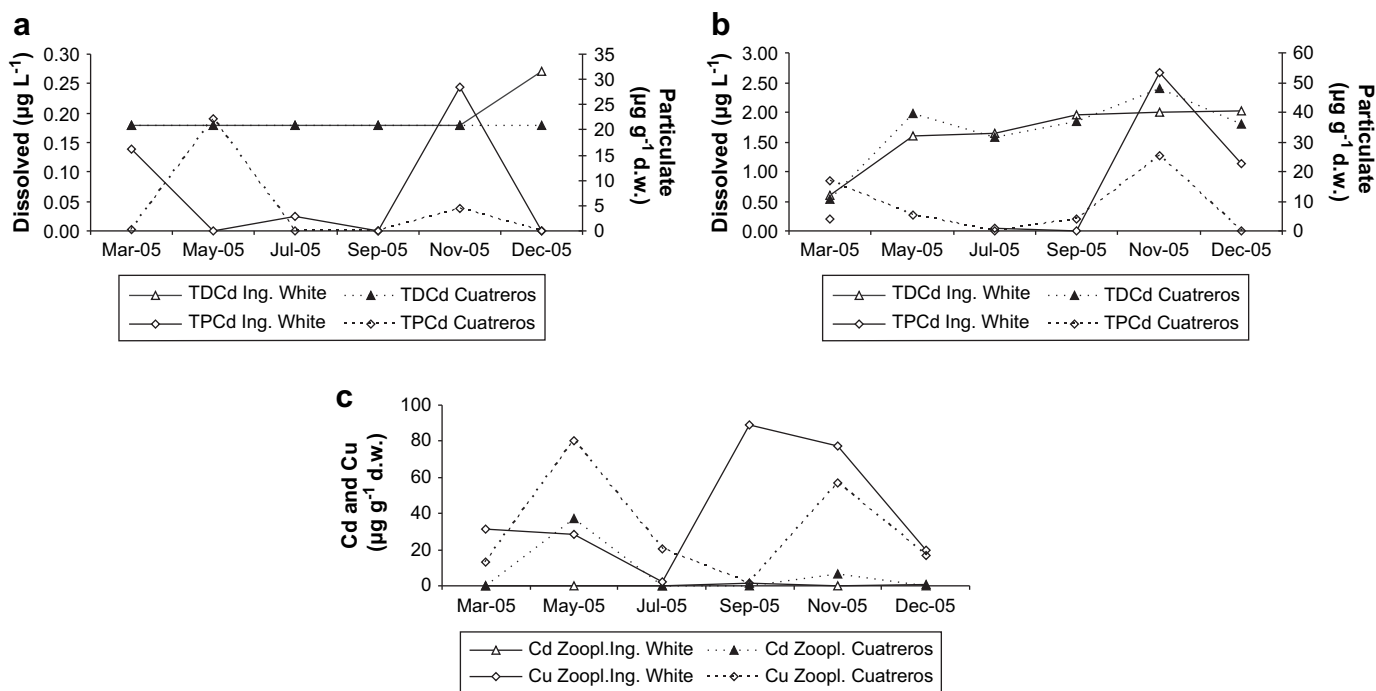 a
Dissolved (µg L-1)
0.30
0.25
0.20
0.15
0.10
0.05
0.00
35
30
25
20
15
10
5
0
Particulate
(µg g-1 d.w.)
Mar-05 May-05 Jul-05 Sep-05 Nov-05 Dec-05
TDCd Ing. White TDCd Cuatreros
TPCd Ing. White TPCd Cuatreros
b
Dissolved (µg L-1)
3.00
2.50
2.00
1.50
1.00
0.50
0.00
60
50
40
30
20
10
0
Particulate
(µg g-1 d.w.)
Mar-05 May-05 Jul-05 Sep-05 Nov-05 Dec-05
TDCd Ing. White TDCd Cuatreros
TPCd Ing. White TPCd Cuatreros
c
Cd and Cu
(µg g-1 d.w.)
100
80
60
40
20
0
Mar-05 May-05 Jul-05 Sep-05 Nov-05 Dec-05
Cd Zoopl.Ing. White Cd Zoopl. Cuatreros
Cu Zoopl.Ing. White Cu Zoopl. Cuatreros